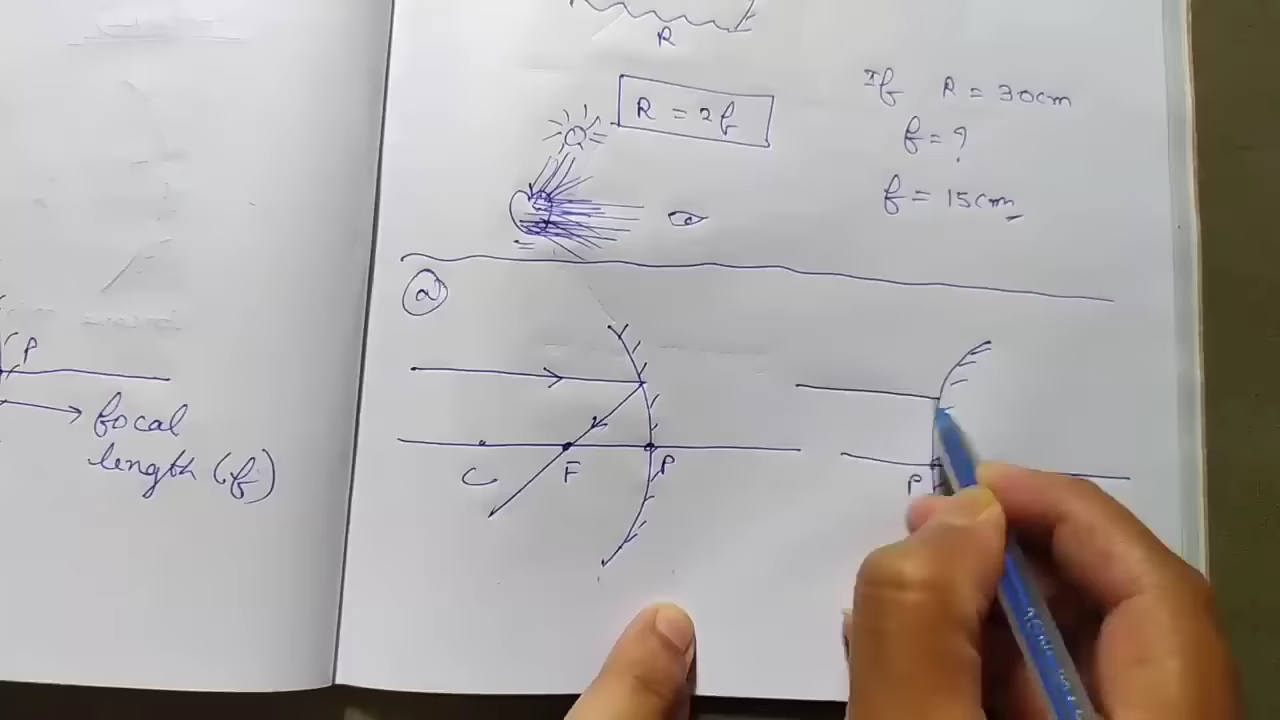 R
R = 2f
If R = 30cm
f = ?
f = 15cm
P
focal
length (f)
a
C F P
P